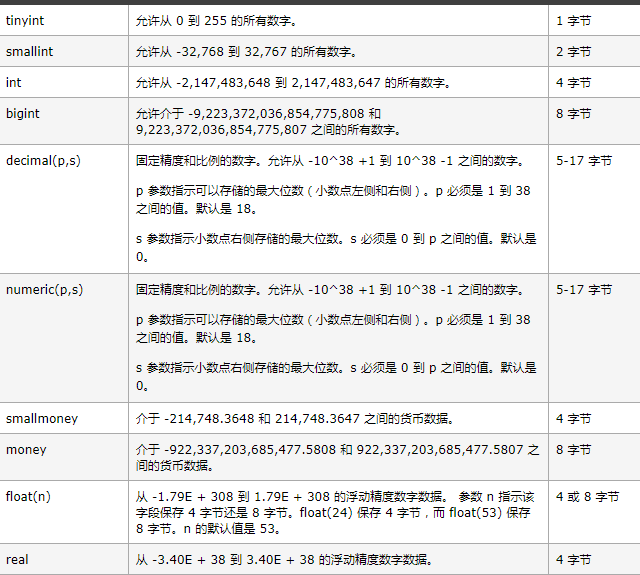 tinyint 允许从 0 到 255 的所有数字。 1 字节
smallint 允许从 -32,768 到 32,767 的所有数字。 2 字节
int 允许从 -2,147,483,648 到 2,147,483,647 的所有数字。 4 字节
bigint 允许介于 -9,223,372,036,854,775,808 和 8 字节
9,223,372,036,854,775,807 之间的所有数字。
decimal(p,s) 固定精度和比例的数字。允许从 -10^38 +1 到 10^38 -1 之间的数字。 5-17 字节
p 参数指示可以存储的最大位数（小数点左侧和右侧）。p 必须是 1 到 38
之间的值。默认是 18。
s 参数指示小数点右侧存储的最大位数。s 必须是 0 到 p 之间的值。默认是
0。
numeric(p,s) 固定精度和比例的数字。允许从 -10^38 +1 到 10^38 -1 之间的数字。 5-17 字节
p 参数指示可以存储的最大位数（小数点左侧和右侧）。p 必须是 1 到 38
之间的值。默认是 18。
s 参数指示小数点右侧存储的最大位数。s 必须是 0 到 p 之间的值。默认是
0。
smallmoney 介于 -214,748.3648 和 214,748.3647 之间的货币数据。 4 字节
money 介于 -922,337,203,685,477.5808 和 922,337,203,685,477.5807 之 8 字节
间的货币数据。
float(n) 从 -1.79E + 308 到 1.79E + 308 的浮动精度数字数据。 参数 n 指示该 4 或 8 字节
字段保存 4 字节还是 8 字节。float(24) 保存 4 字节，而 float(53) 保存
8 字节。n 的默认值是 53。
real 从 -3.40E + 38 到 3.40E + 38 的浮动精度数字数据。 4 字节